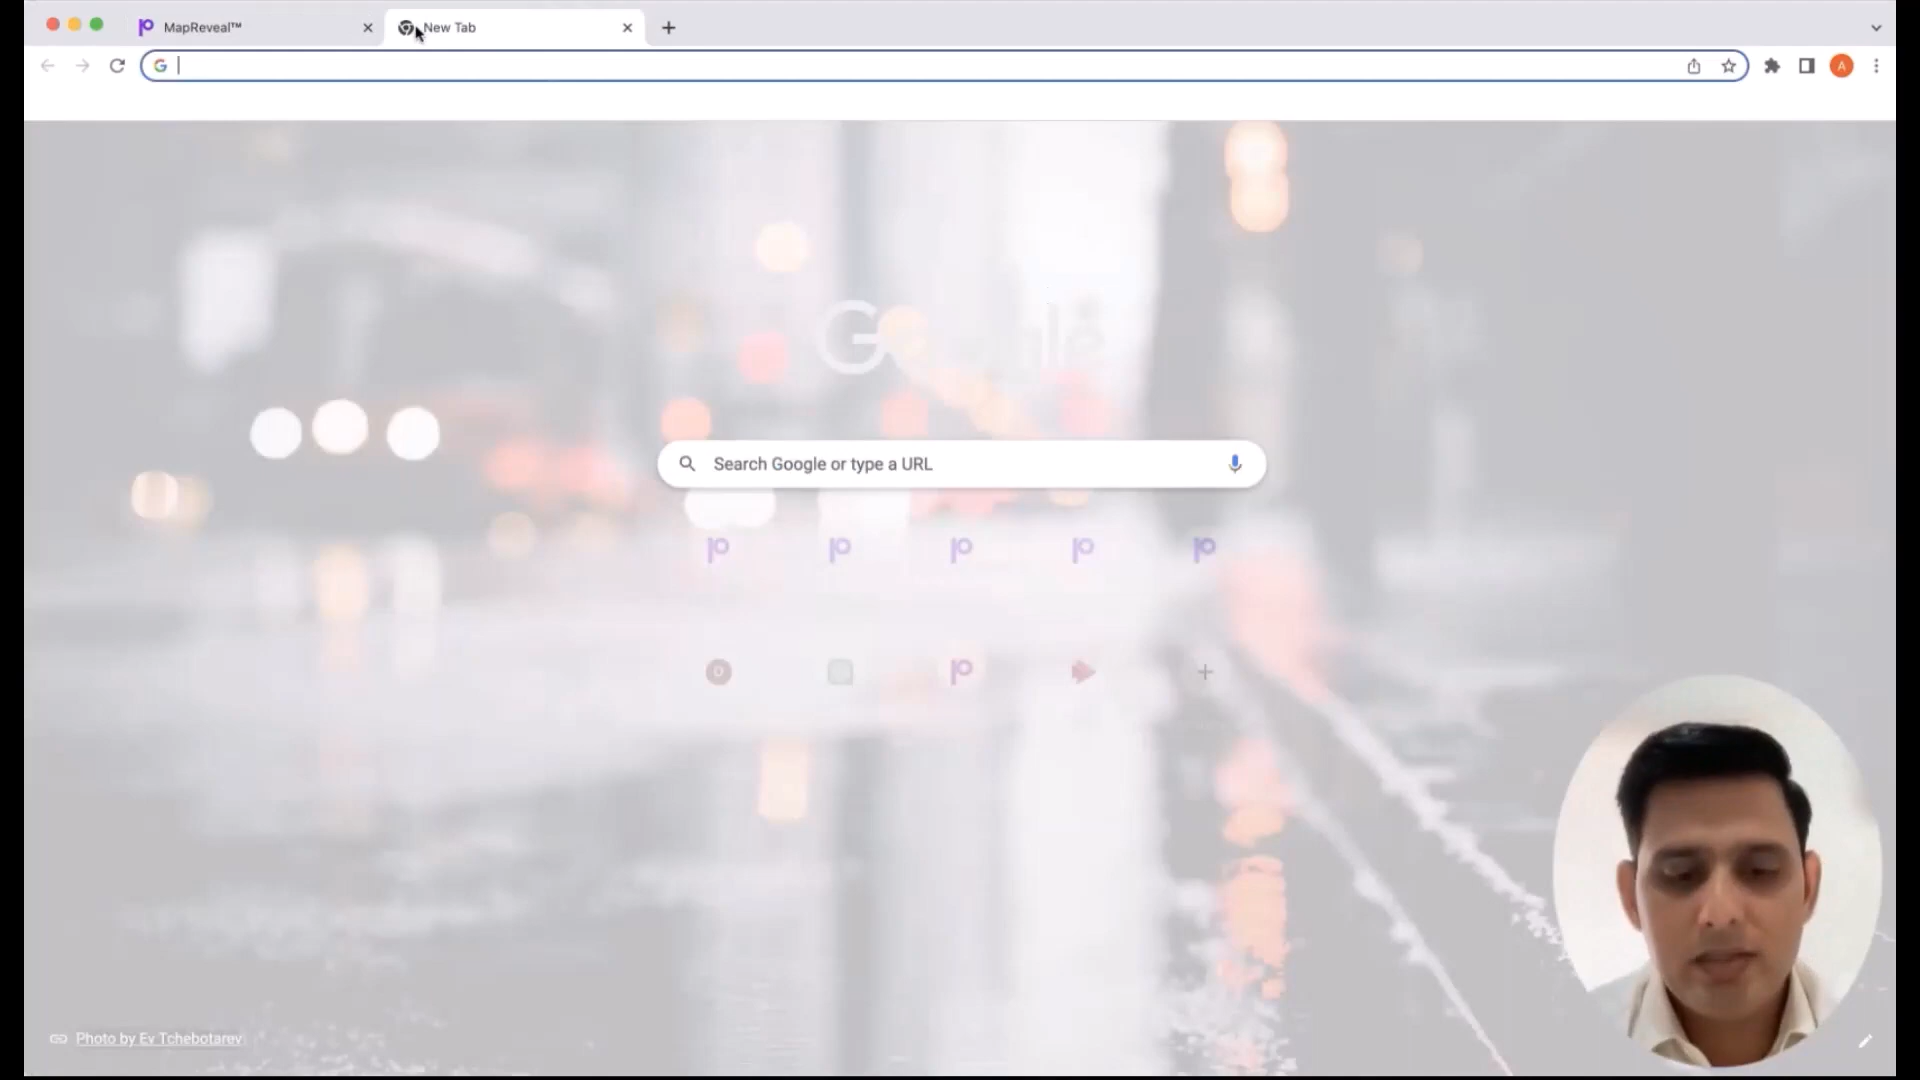 MapReveal™
New Tab
A
Search Google or type a URL
Photo by Ev Tchebotarev